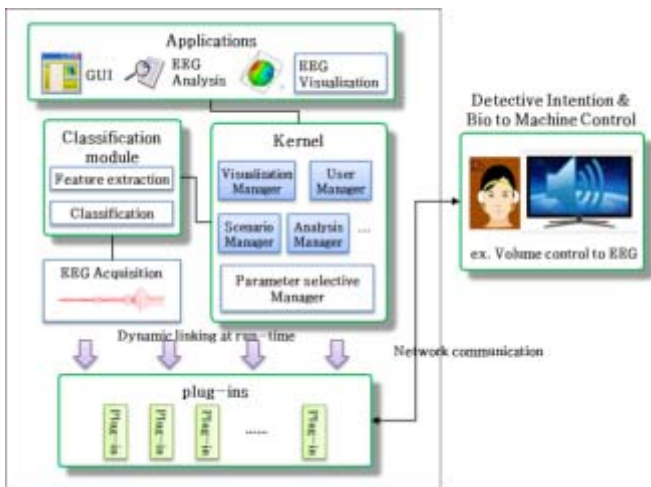 Applications
GUI
EEG
Analysis
EEG
Visualization
Classification
module
Feature extraction
Classification
EEG Acquisition
Kernel
Visualization
Manager
User
Manager
Scenario
Manager
Analysis
Manager
...
Parameter selective
Manager
Dynamic linking at run-time
plug-ins
Plug-in
Plug-in
Plug-in
......
Plug-in
Network communication
Detective Intention &
Bio to Machine Control
ex. Volume control to EEG